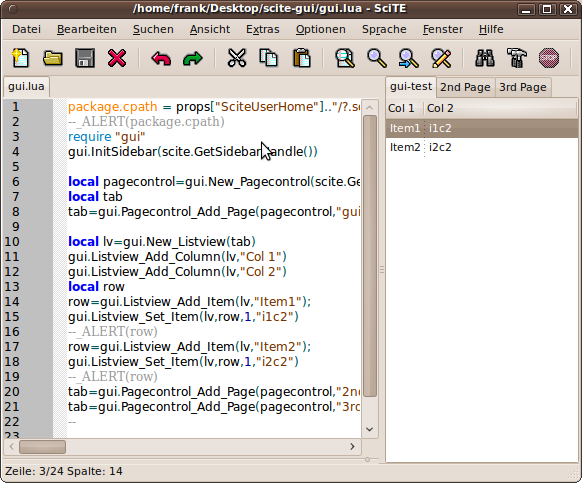 /home/frank/Desktop/scite-gui/gui.lua - SciTE
Datei Bearbeiten Suchen Ansicht Extras Optionen Sprache Fenster Hilfe
STOP
gui.lua
1 package.cpath = props["SciteUserHome"].."/?.so
2 --_ALERT(package.cpath)
3 require "gui"
4 gui.InitSidebar(scite.GetSidebarHandle())
5
6 local pagecontrol=gui.New_Pagecontrol(scite.Ge
7 local tab
8 tab=gui.Pagecontrol_Add_Page(pagecontrol,"gui
9
10 local lv=gui.New_Listview(tab)
11 gui.Listview_Add_Column(lv,"Col 1")
12 gui.Listview_Add_Column(lv,"Col 2")
13 local row
14 row=gui.Listview_Add_Item(lv,"Item1");
15 gui.Listview_Set_Item(lv,row,1,"i1c2")
16 --_ALERT(row)
17 row=gui.Listview_Add_Item(lv,"Item2");
18 gui.Listview_Set_Item(lv,row,1,"i2c2")
19 --_ALERT(row)
20 tab=gui.Pagecontrol_Add_Page(pagecontrol,"2n
21 tab=gui.Pagecontrol_Add_Page(pagecontrol,"3r
22 --
23
gui-test 2nd Page 3rd Page
Col 1 Col 2
Item1 i1c2
Item2 i2c2
Zeile: 3/24 Spalte: 14